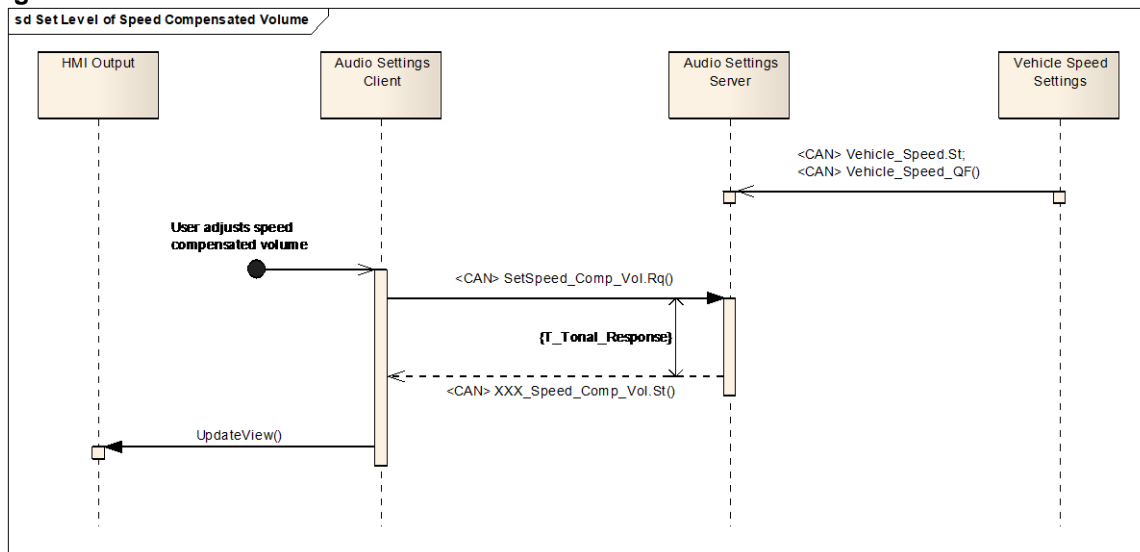 sd Set Level of Speed Compensated Volume
HMI Output
Audio Settings
Client
Audio Settings
Server
Vehicle Speed
Settings
<CAN> Vehicle_Speed.St;
<CAN> Vehicle_Speed_QF()
User adjusts speed
compensated volume
<CAN> SetSpeed_Comp_Vol.Rq()
{T_Tonal_Response}
<CAN> XXX_Speed_Comp_Vol.St()
UpdateView()